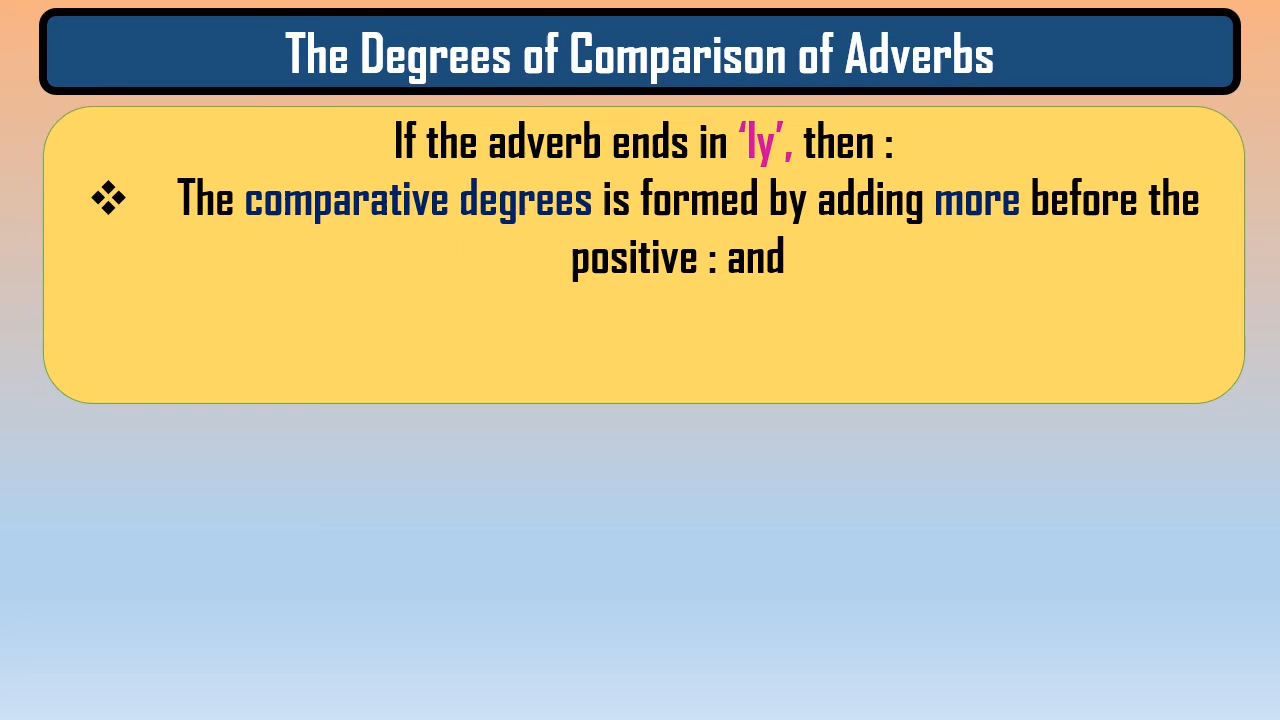 The Degrees of Comparison of Adverbs
If the adverb ends in ‘ly’, then :
❖ The comparative degrees is formed by adding more before the
positive : and